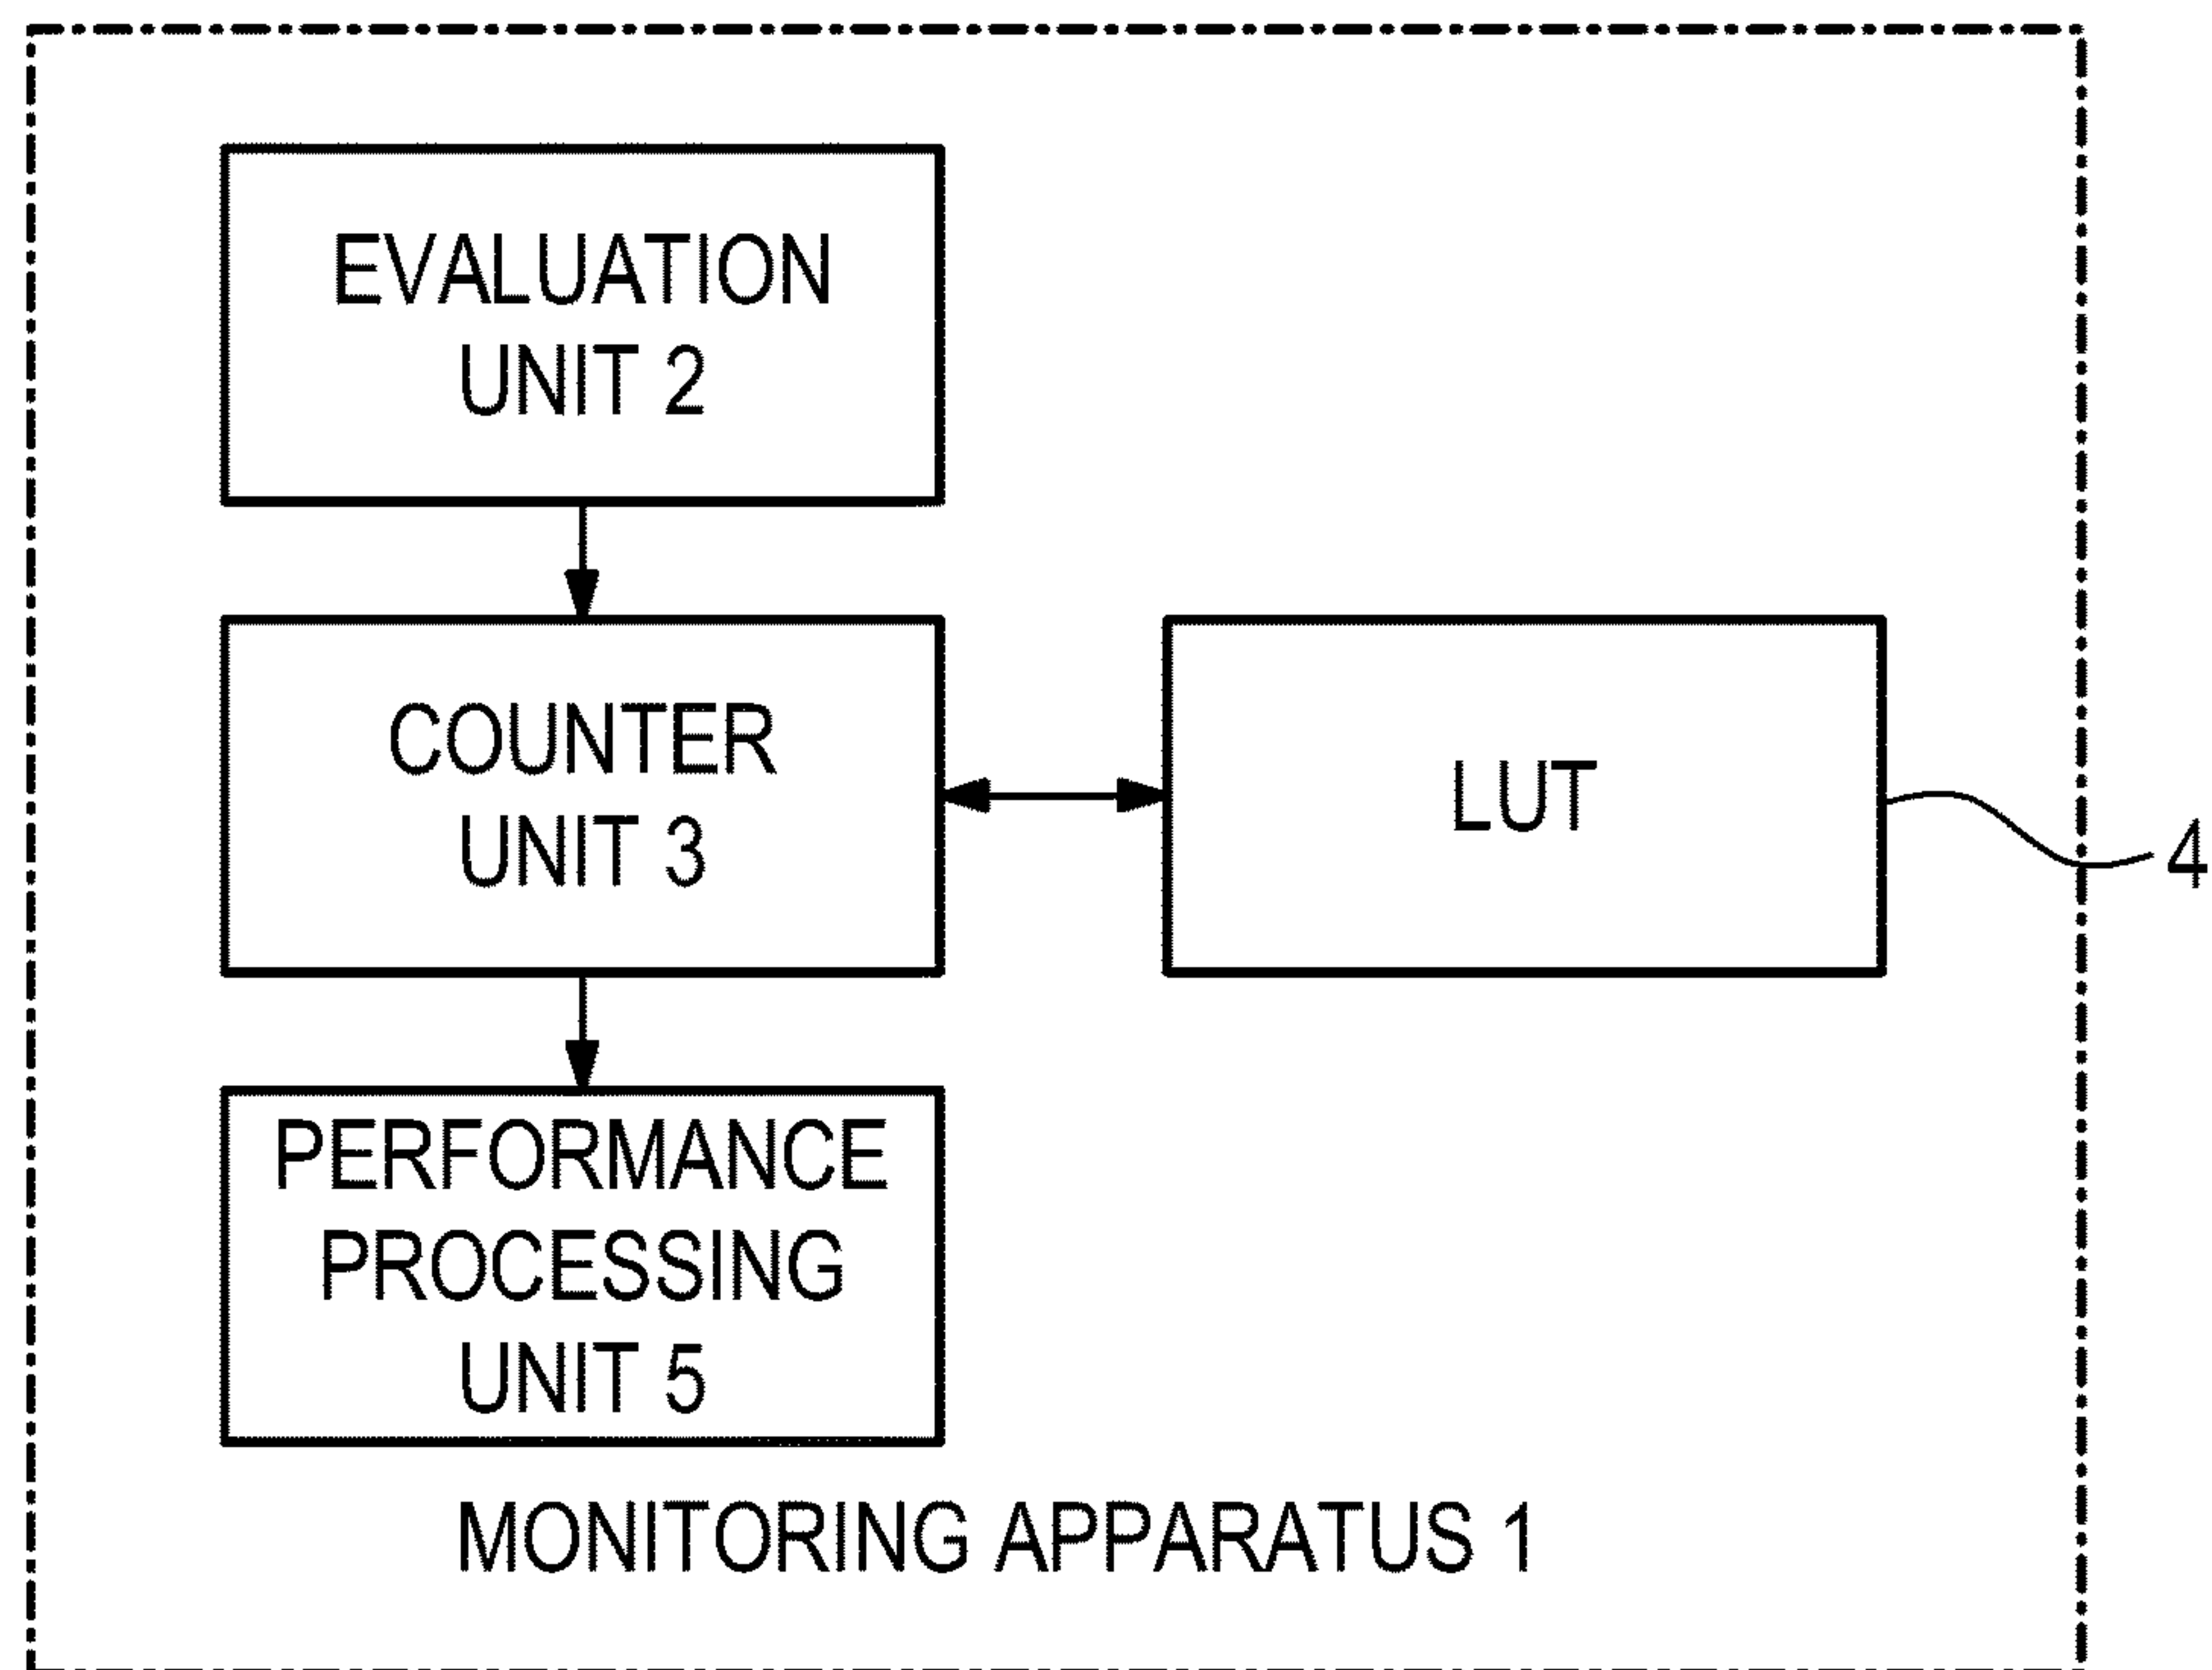 EVALUATION
UNIT 2
COUNTER
UNIT 3
LUT
4
PERFORMANCE
PROCESSING
UNIT 5
MONITORING APPARATUS 1